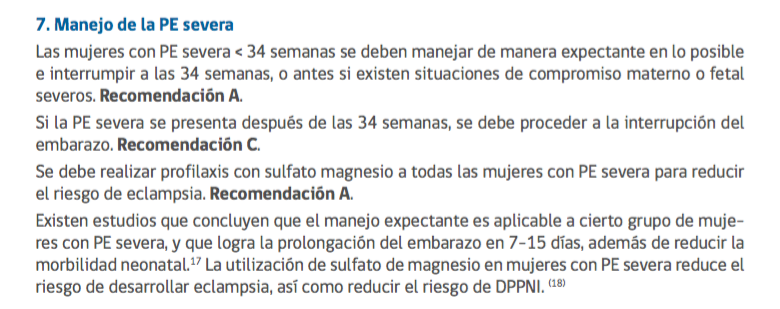 7. Manejo de la PE severa
Las mujeres con PE severa < 34 semanas se deben manejar de manera expectante en lo posible
e interrumpir a las 34 semanas, o antes si existen situaciones de compromiso materno o fetal
severos. Recomendación A.
Si la PE severa se presenta después de las 34 semanas, se debe proceder a la interrupción del
embarazo. Recomendación C.
Se debe realizar profilaxis con sulfato magnesio a todas las mujeres con PE severa para reducir
el riesgo de eclampsia. Recomendación A.
Existen estudios que concluyen que el manejo expectante es aplicable a cierto grupo de muje-
res con PE severa, y que logra la prolongación del embarazo en 7-15 días, además de reducir la
morbilidad neonatal.17 La utilización de sulfato de magnesio en mujeres con PE severa reduce el
riesgo de desarrollar eclampsia, así como reducir el riesgo de DPPNI. (18)